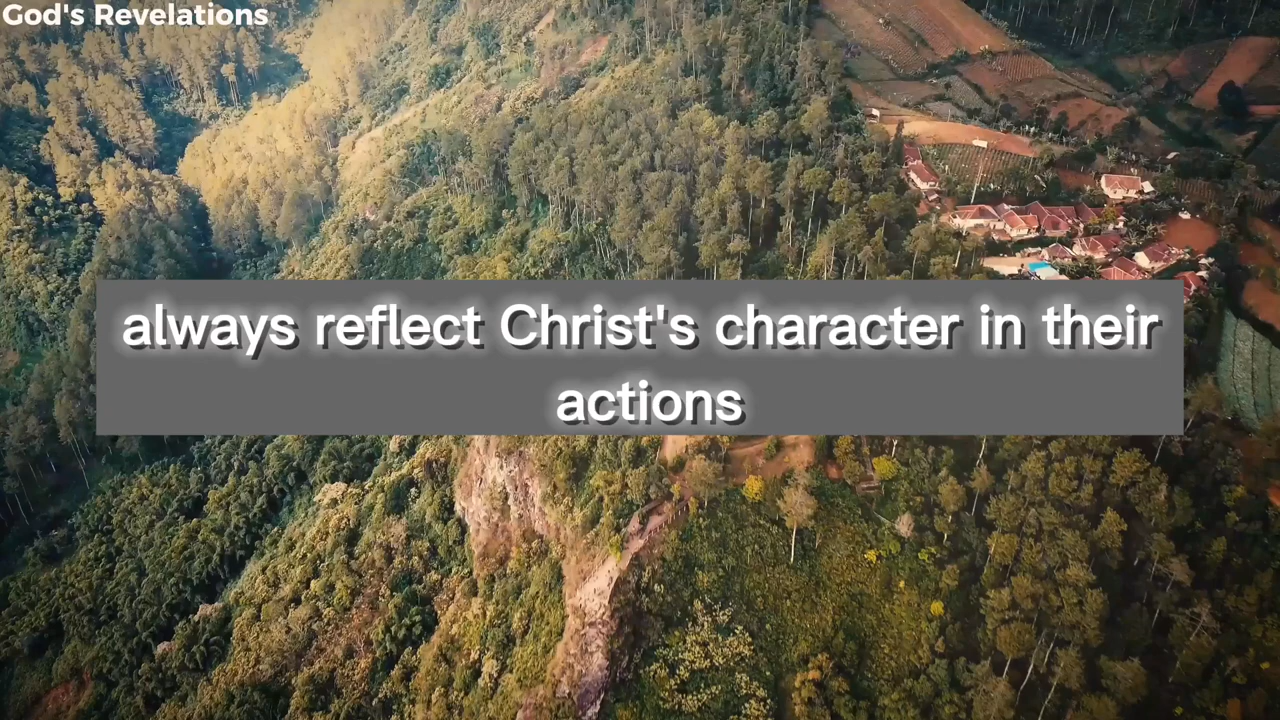 God's Revelations
always reflect Christ's character in their
actions